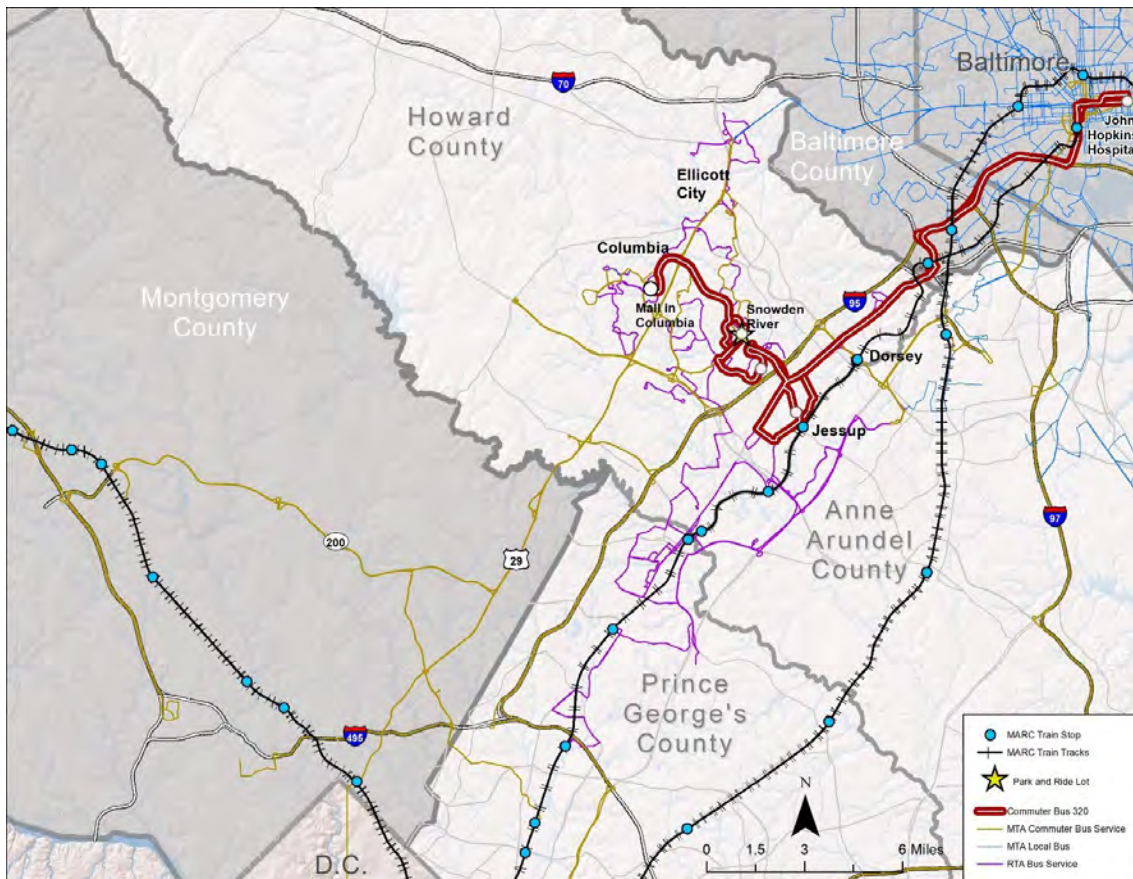 Baltimore
70
Howard
County
John
Hopkins
Hospita
Baltimore
County
Ellicott
City
Columbia
Montgomery
County
Mall in
Columbia
Snowden
River
95
Dorsey
Jessup
Anne
Arundel
County
97
200
29
Prince
George's
County
495
D.C.
N
0 1.5 3 6 Miles
MARC Train Stop
MARC Train Tracks
Park and Ride Lot
Commuter Bus 320
MTA Commuter Bus Service
MTA Local Bus
RTA Bus Service